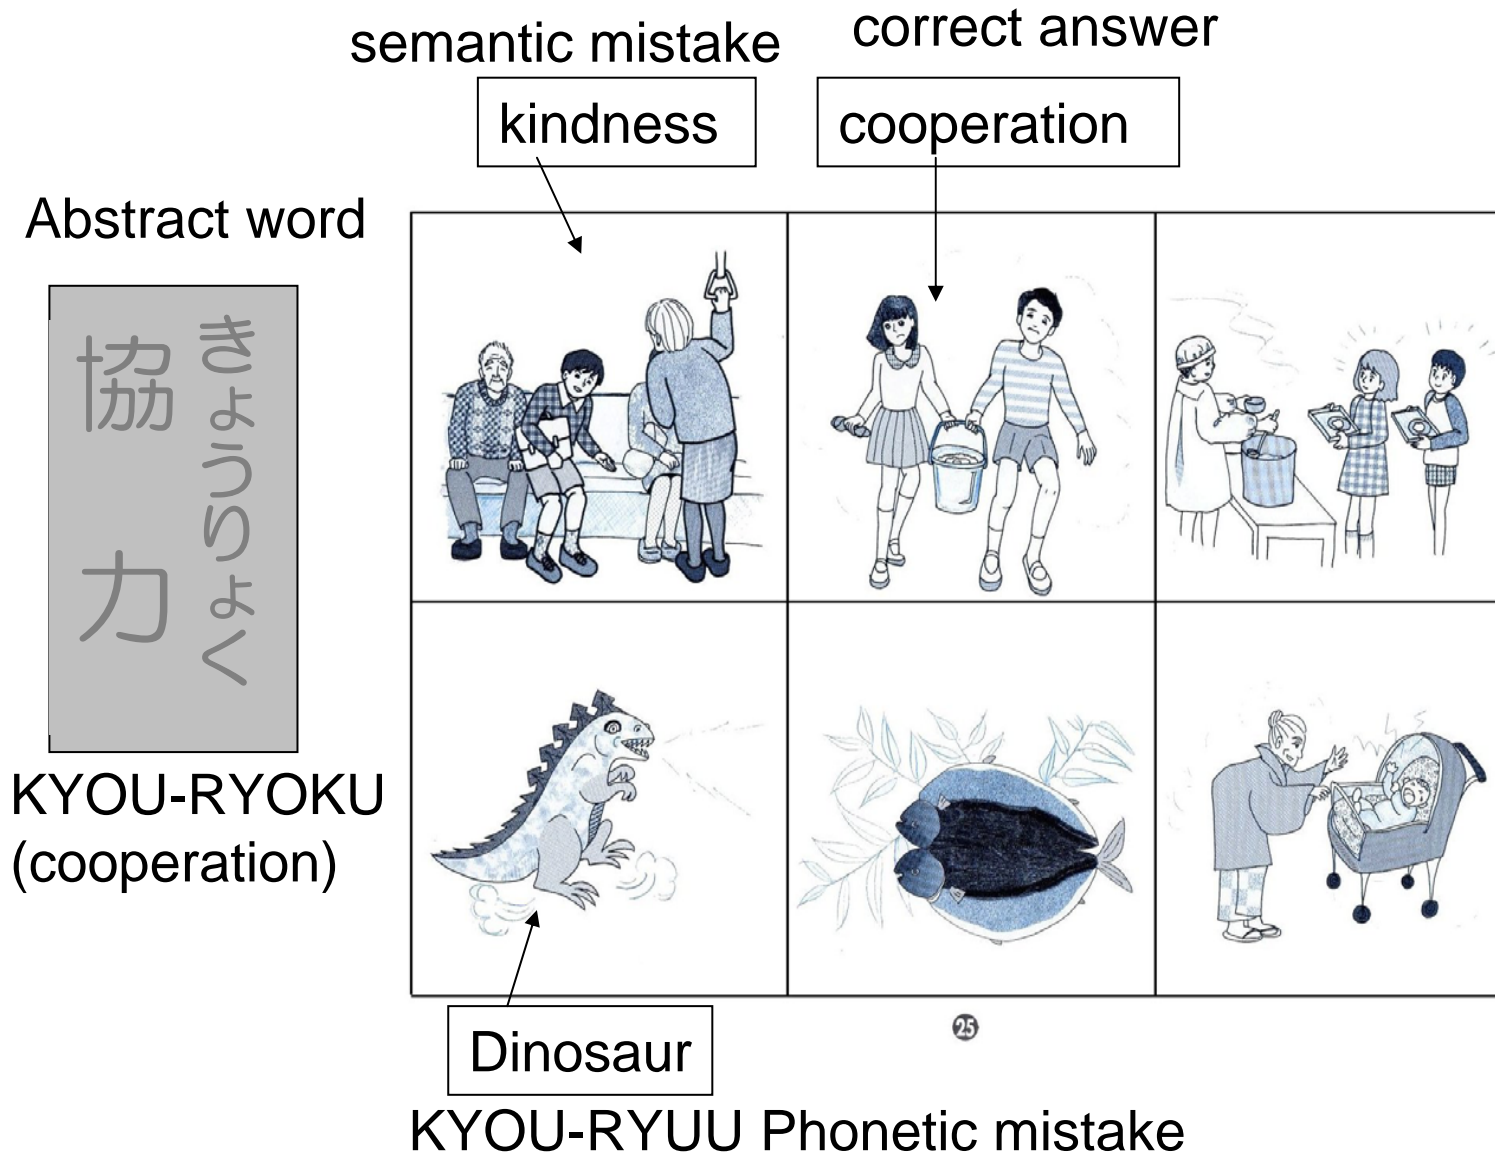 semantic mistake
correct answer
kindness
cooperation
Abstract word
きょうりょく
協力
KYOU-RYOKU
(cooperation)
25
Dinosaur
KYOU-RYUU Phonetic mistake